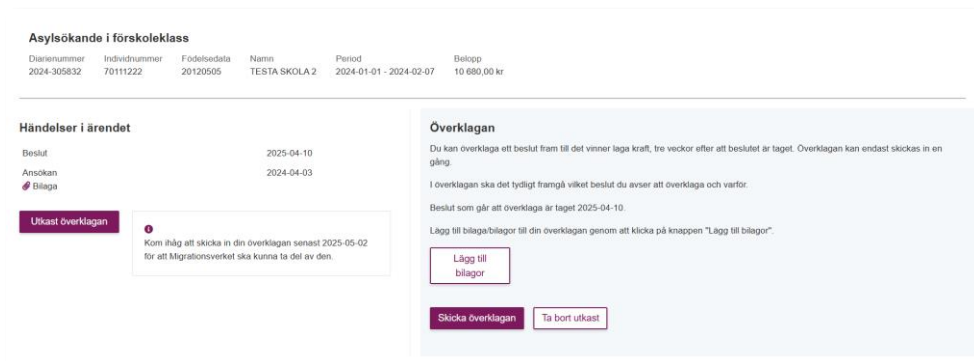 Asylsökande i förskoleklass
Diarienummer Individnummer Födelsedata Namn Period Belopp
2024-305832 70111222 20120505 TESTA SKOLA 2 2024-01-01 - 2024-02-07 10 680,00 kr
Händelser i ärendet
Beslut 2025-04-10
Ansökan 2024-04-03
Bilaga
Utkast överklagan
Kom ihåg att skicka in din överklagan senast 2025-05-02
för att Migrationsverket ska kunna ta del av den.
Överklagan
Du kan överklaga ett beslut fram till det vinner laga kraft, tre veckor efter att beslutet är taget. Överklagan kan endast skickas in en
gång.
I överklagan ska det tydligt framgå vilket beslut du avser att överklaga och varför.
Beslut som går att överklaga är taget 2025-04-10.
Lägg till bilaga/bilagor till din överklagan genom att klicka på knappen "Lägg till bilagor".
Lägg till
bilagor
Skicka överklagan Ta bort utkast